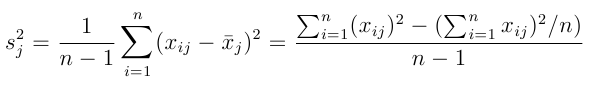 $s_j^2 = \frac{1}{n-1} \sum_{i=1}^{n} (x_{ij} - \bar{x}_j)^2 = \frac{\sum_{i=1}^{n} (x_{ij})^2 - (\sum_{i=1}^{n} x_{ij})^2 / n)}{n-1}$